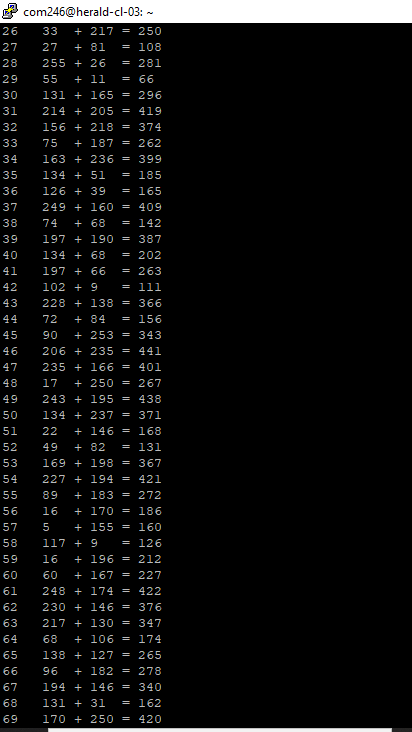 com246@herald-cl-03: ~
26 33 + 217 = 250
27 27 + 81 = 108
28 255 + 26 = 281
29 55 + 11 = 66
30 131 + 165 = 296
31 214 + 205 = 419
32 156 + 218 = 374
33 75 + 187 = 262
34 163 + 236 = 399
35 134 + 51 = 185
36 126 + 39 = 165
37 249 + 160 = 409
38 74 + 68 = 142
39 197 + 190 = 387
40 134 + 68 = 202
41 197 + 66 = 263
42 102 + 9 = 111
43 228 + 138 = 366
44 72 + 84 = 156
45 90 + 253 = 343
46 206 + 235 = 441
47 235 + 166 = 401
48 17 + 250 = 267
49 243 + 195 = 438
50 134 + 237 = 371
51 22 + 146 = 168
52 49 + 82 = 131
53 169 + 198 = 367
54 227 + 194 = 421
55 89 + 183 = 272
56 16 + 170 = 186
57 5 + 155 = 160
58 117 + 9 = 126
59 16 + 196 = 212
60 60 + 167 = 227
61 248 + 174 = 422
62 230 + 146 = 376
63 217 + 130 = 347
64 68 + 106 = 174
65 138 + 127 = 265
66 96 + 182 = 278
67 194 + 146 = 340
68 131 + 31 = 162
69 170 + 250 = 420